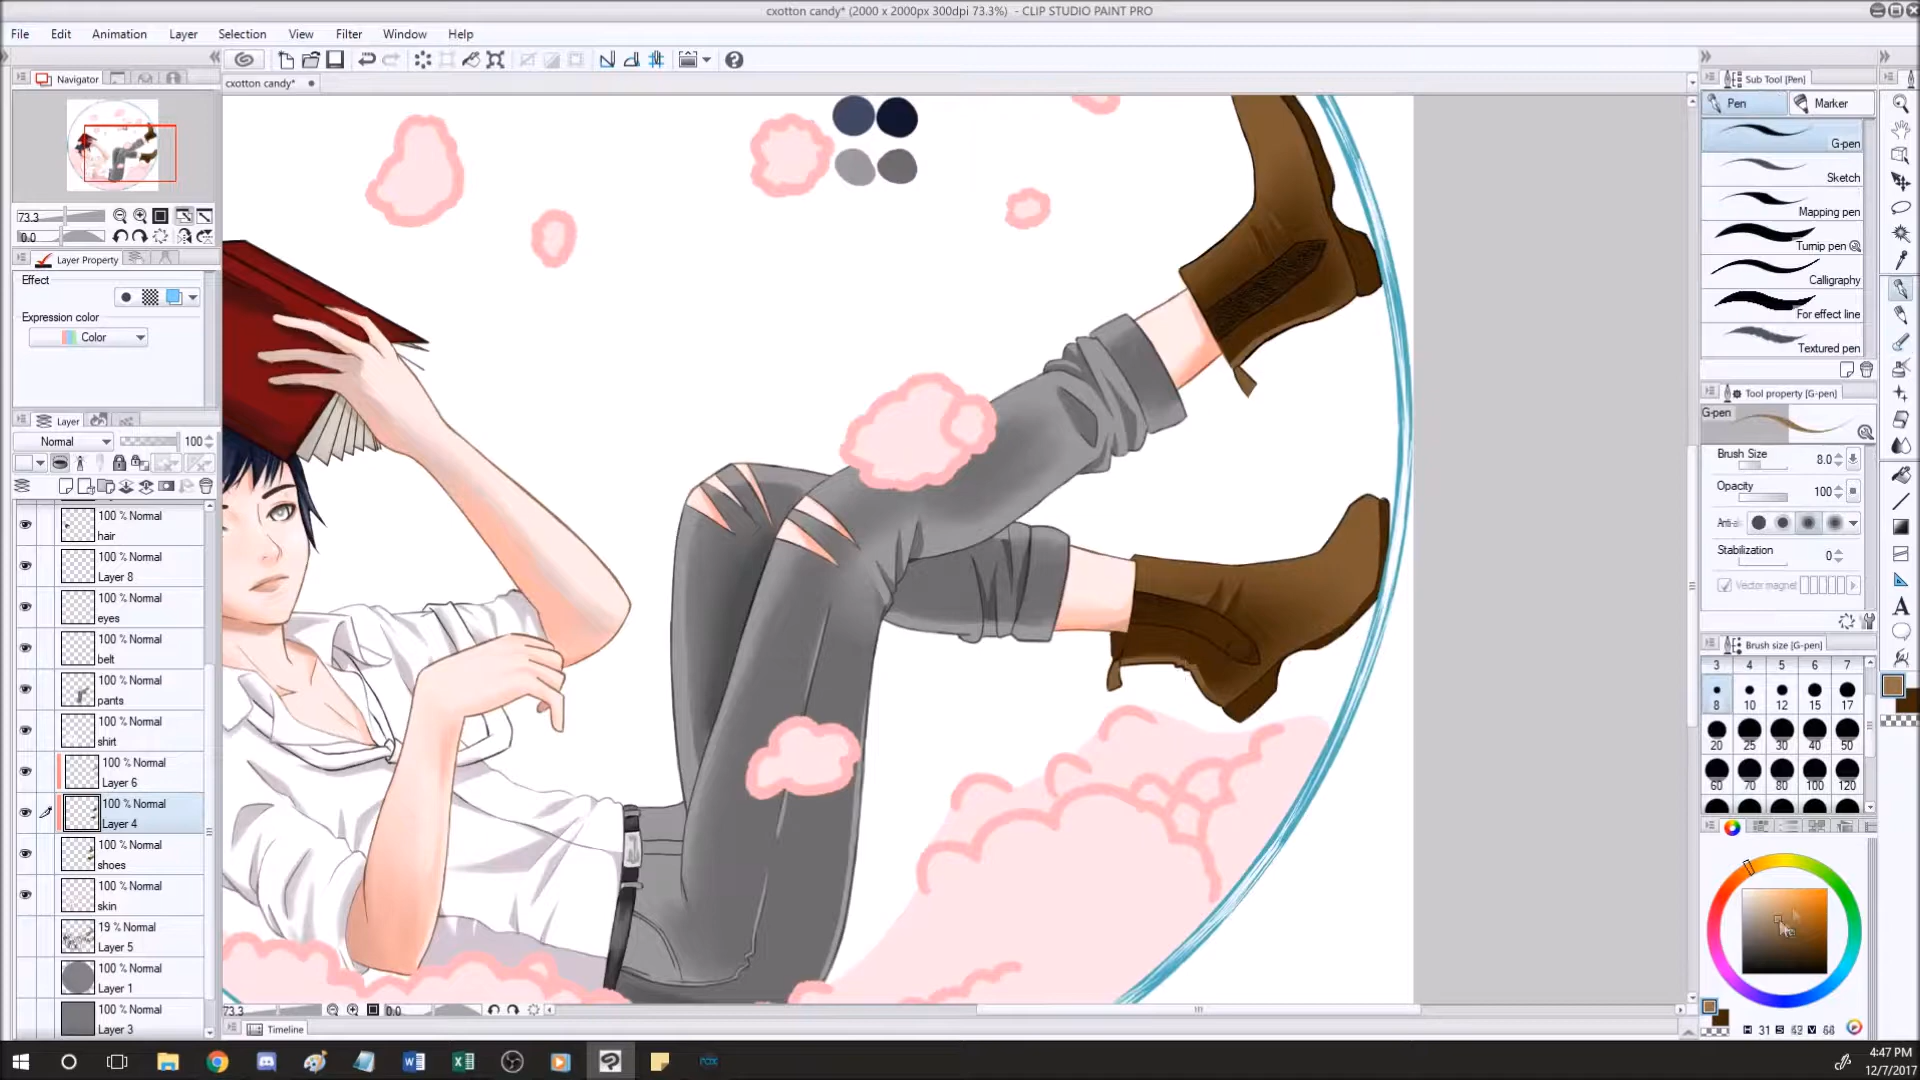 cxotton candy* (2000 x 2000px 300dpi 73.3%) - CLIP STUDIO PAINT PRO
File Edit Animation Layer Selection View Filter Window Help
cxotton candy*
Navigator
73.3
0.0
Layer Property
Effect
Expression color
Color
Layer
Normal 100
100 % Normal
hair
100 % Normal
Layer 8
100 % Normal
eyes
100 % Normal
belt
100 % Normal
pants
100 % Normal
shirt
100 % Normal
Layer 6
100 % Normal
Layer 4
100 % Normal
shoes
100 % Normal
skin
19 % Normal
Layer 5
100 % Normal
Layer 1
100 % Normal
Layer 3
73.3 0.0
Timeline
Sub Tool [Pen]
Pen Marker
G-pen
Sketch
Mapping pen
Turnip pen
Calligraphy
For effect line
Textured pen
Tool property [G-pen]
G-pen
Brush Size 8.0
Opacity 100
Anti-al
Stabilization 0
Vector magnet
Brush size [G-pen]
3 4 5 6 7
8 10 12 15 17
20 25 30 40 50
60 70 80 100 120
H 31 S 62 V 66
4:47 PM
12/7/2017